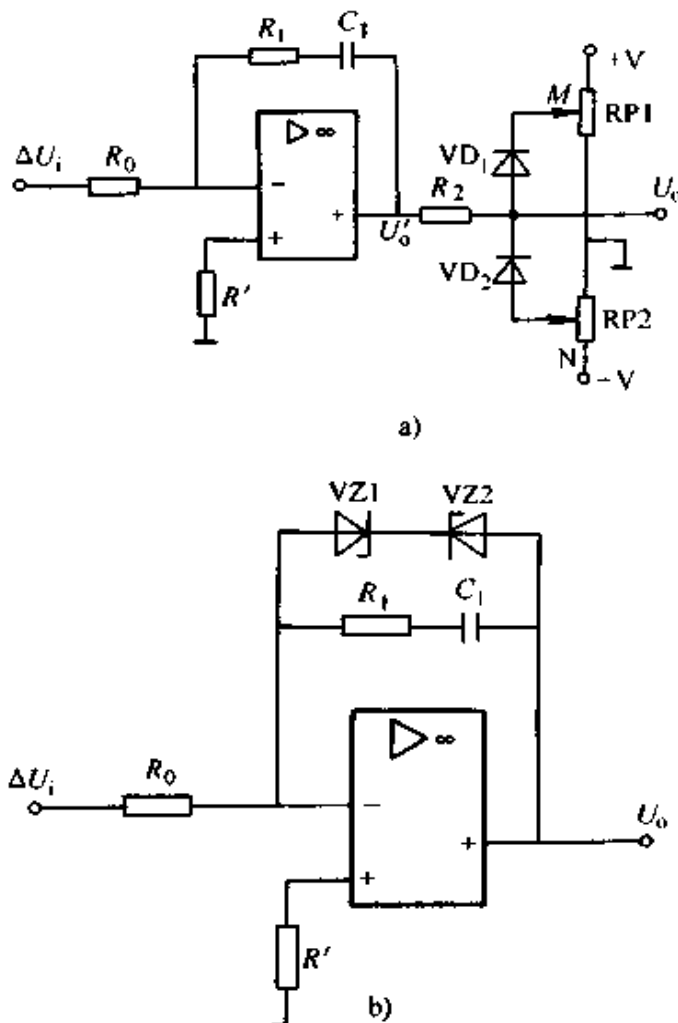 R₁ C₁
+V
M RP1
▷ ∞
VD₁
ΔUᵢ R₀
− R₂ Uₒ
+ U′ₒ
+ VD₂
R′ RP2
N
−V
a)
VZ1 VZ2
R₁ C₁
▷ ∞
ΔUᵢ R₀
− Uₒ
+
+
R′
b)